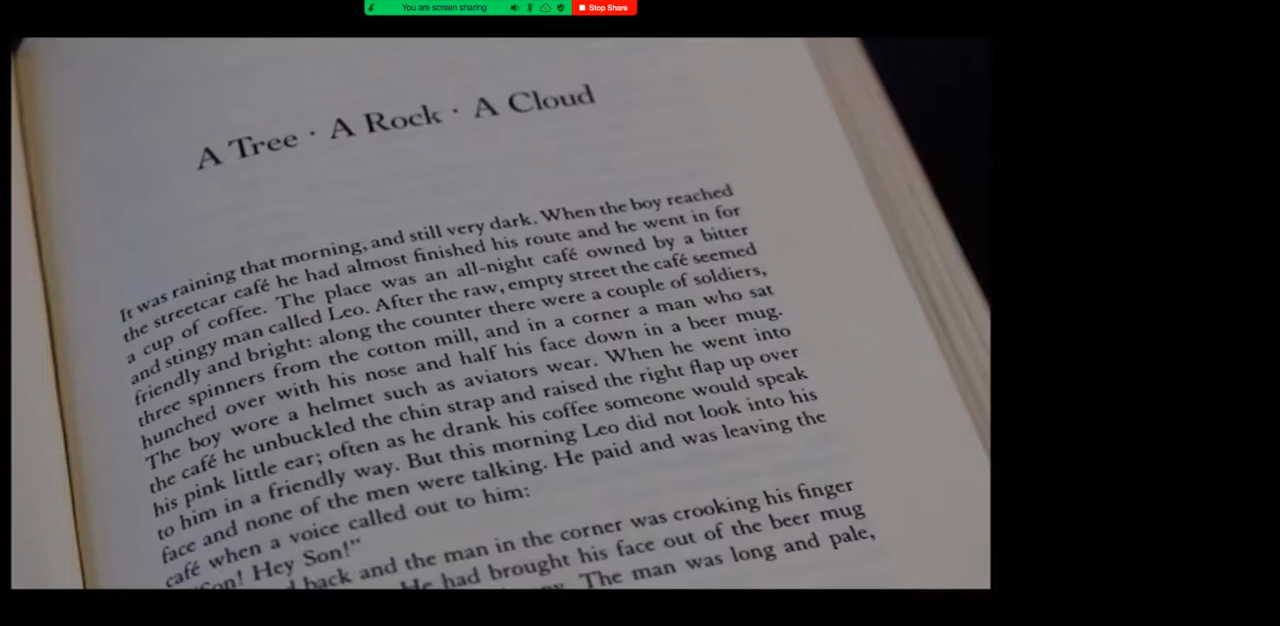 You are screen sharing
Stop Share
A Tree · A Rock · A Cloud
It was raining that morning, and still very dark. When the boy reached
the streetcar café he had almost finished his route and he went in for
a cup of coffee. The place was an all-night café owned by a bitter
and stingy man called Leo. After the raw, empty street the café seemed
friendly and bright: along the counter there were a couple of soldiers,
three spinners from the cotton mill, and in a corner a man who sat
hunched over with his nose and half his face down in a beer mug.
The boy wore a helmet such as aviators wear. When he went into
the café he unbuckled the chin strap and raised the right flap up over
his pink little ear; often as he drank his coffee someone would speak
to him in a friendly way. But this morning Leo did not look into his
face and none of the men were talking. He paid and was leaving the
café when a voice called out to him:
“Son! Hey Son!”
back and the man in the corner was crooking his finger
He had brought his face out of the beer mug
The man was long and pale,